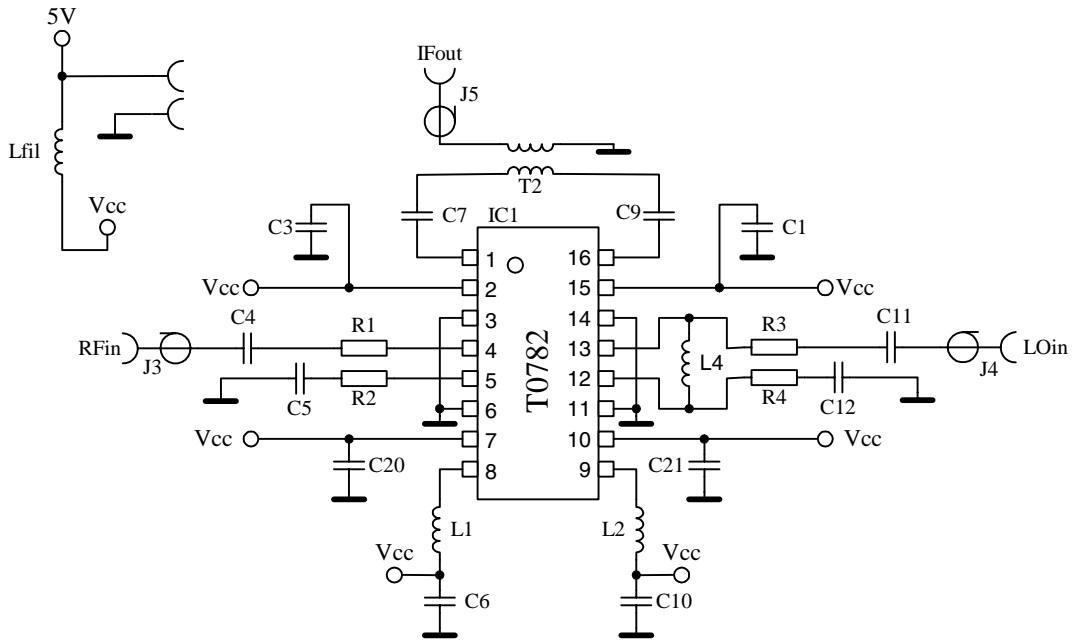 5V
IFout
J5
Lfil
T2
Vcc
C7
IC1
C9
C3
C1
1
16
Vcc
2
15
Vcc
C4
R1
3
14
R3
C11
RFin
J3
4
13
L4
J4
LOin
C5
R2
5
12
R4
C12
T0782
6
11
Vcc
7
10
Vcc
C20
8
9
C21
L1
L2
Vcc
Vcc
C6
C10